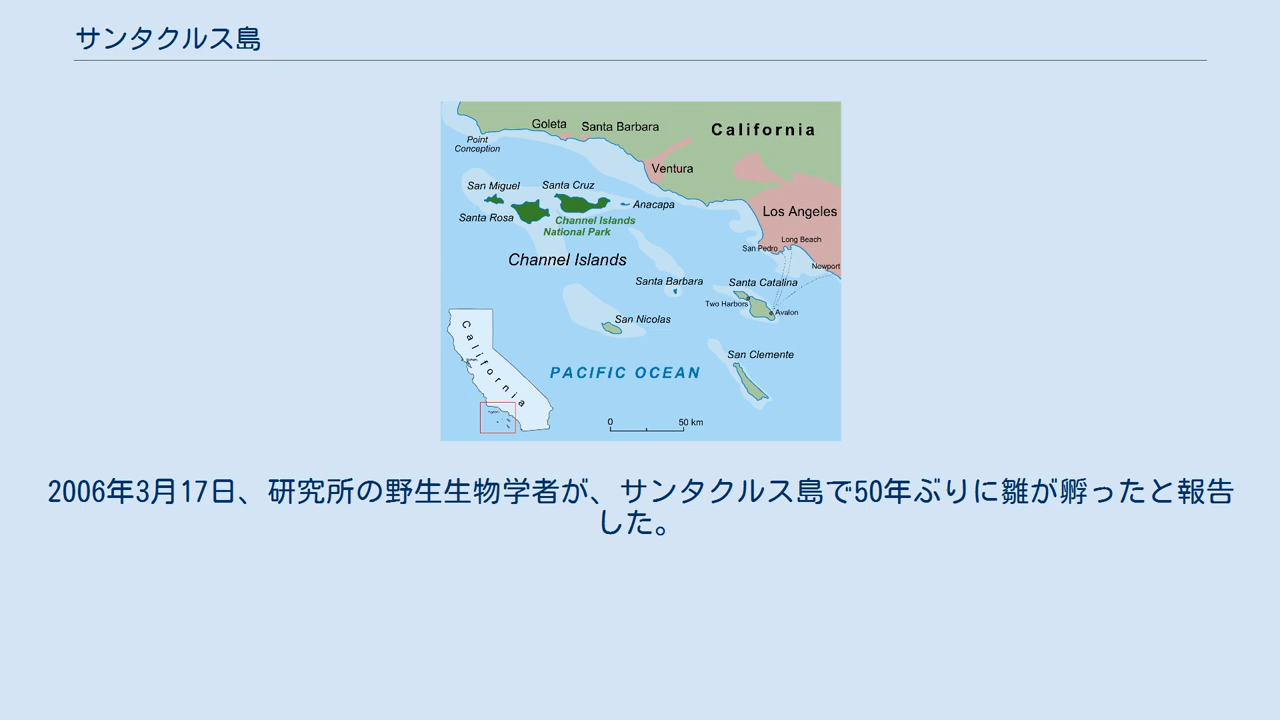 サンタクルス島
Goleta
Santa Barbara
California
Point
Conception
Ventura
San Miguel
Santa Cruz
Anacapa
Santa Rosa
Channel Islands
National Park
Los Angeles
Long Beach
San Pedro
Newport
Channel Islands
Santa Barbara
Santa Catalina
Two Harbors
Avalon
San Nicolas
San Clemente
California
PACIFIC OCEAN
0 50 km
2006年3月17日、研究所の野生生物学者が、サンタクルス島で50年ぶりに雛が孵ったと報告
した。